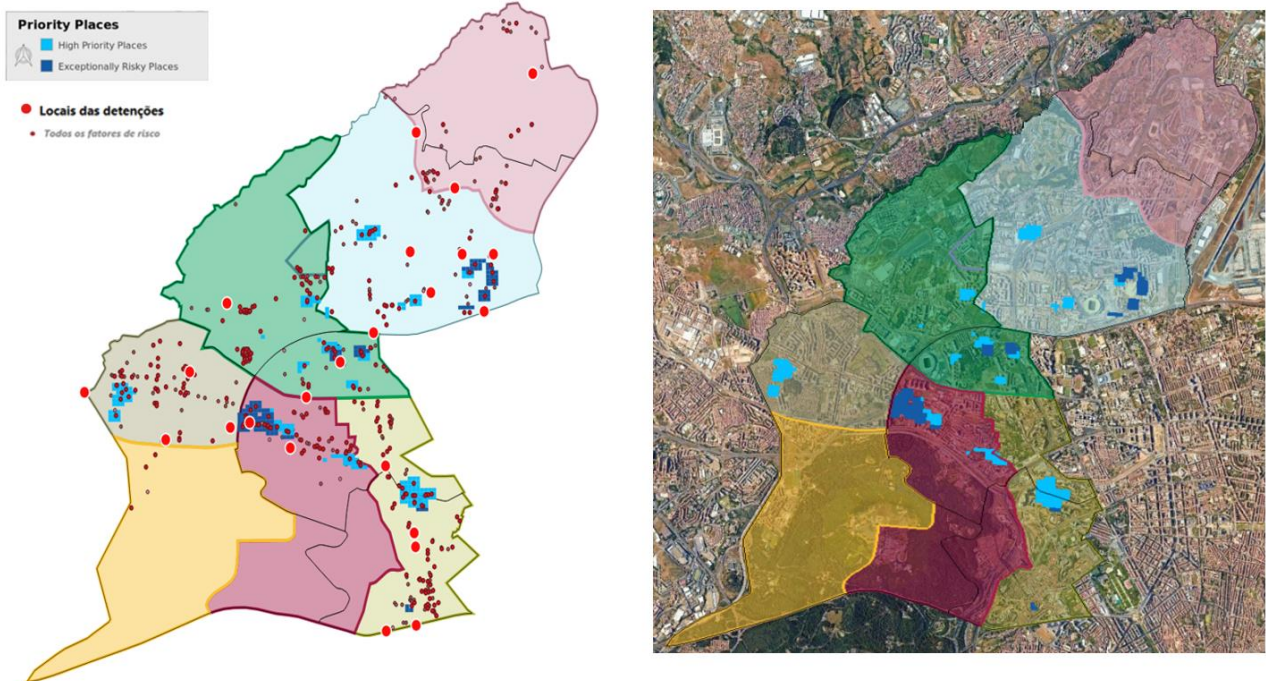 Priority Places
High Priority Places
Exceptionally Risky Places
Locais das detenções
Todos os fatores de risco